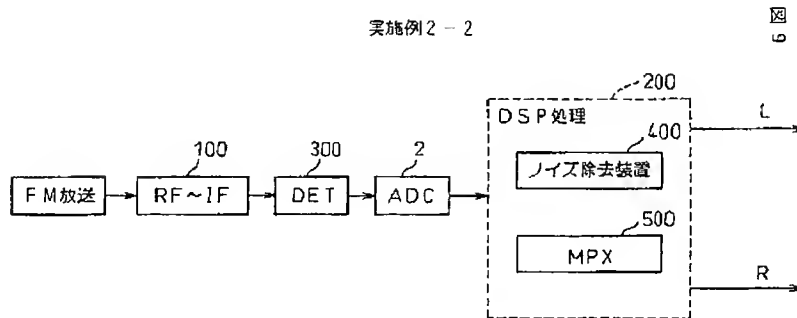 実施例2-2
図6
200
DSP処理
L
100
300
2
400
FM放送
RF~IF
DET
ADC
ノイズ除去装置
500
MPX
R